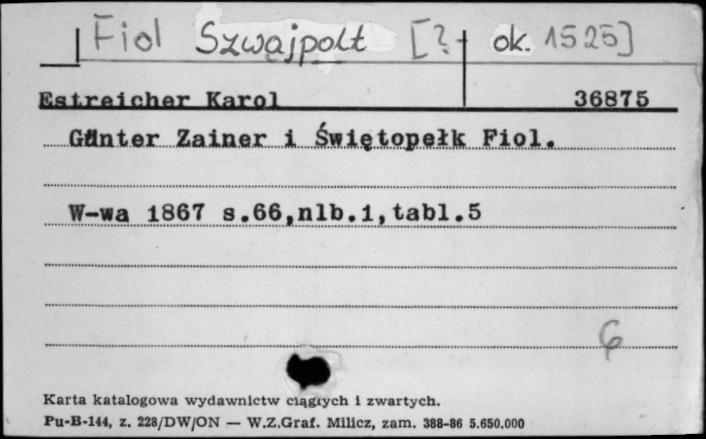 Fiol Szwajpolt [? † ok. 1525]
Estreicher Karol 36875
Günter Zainer i Świętopełk Fiol.
W-wa 1867 s.66,nlb.1,tabl.5
6
Karta katalogowa wydawnictw ciągłych i zwartych.
Pu-B-144, z. 228/DW/ON — W.Z.Graf. Milicz, zam. 388-86 5.650.000